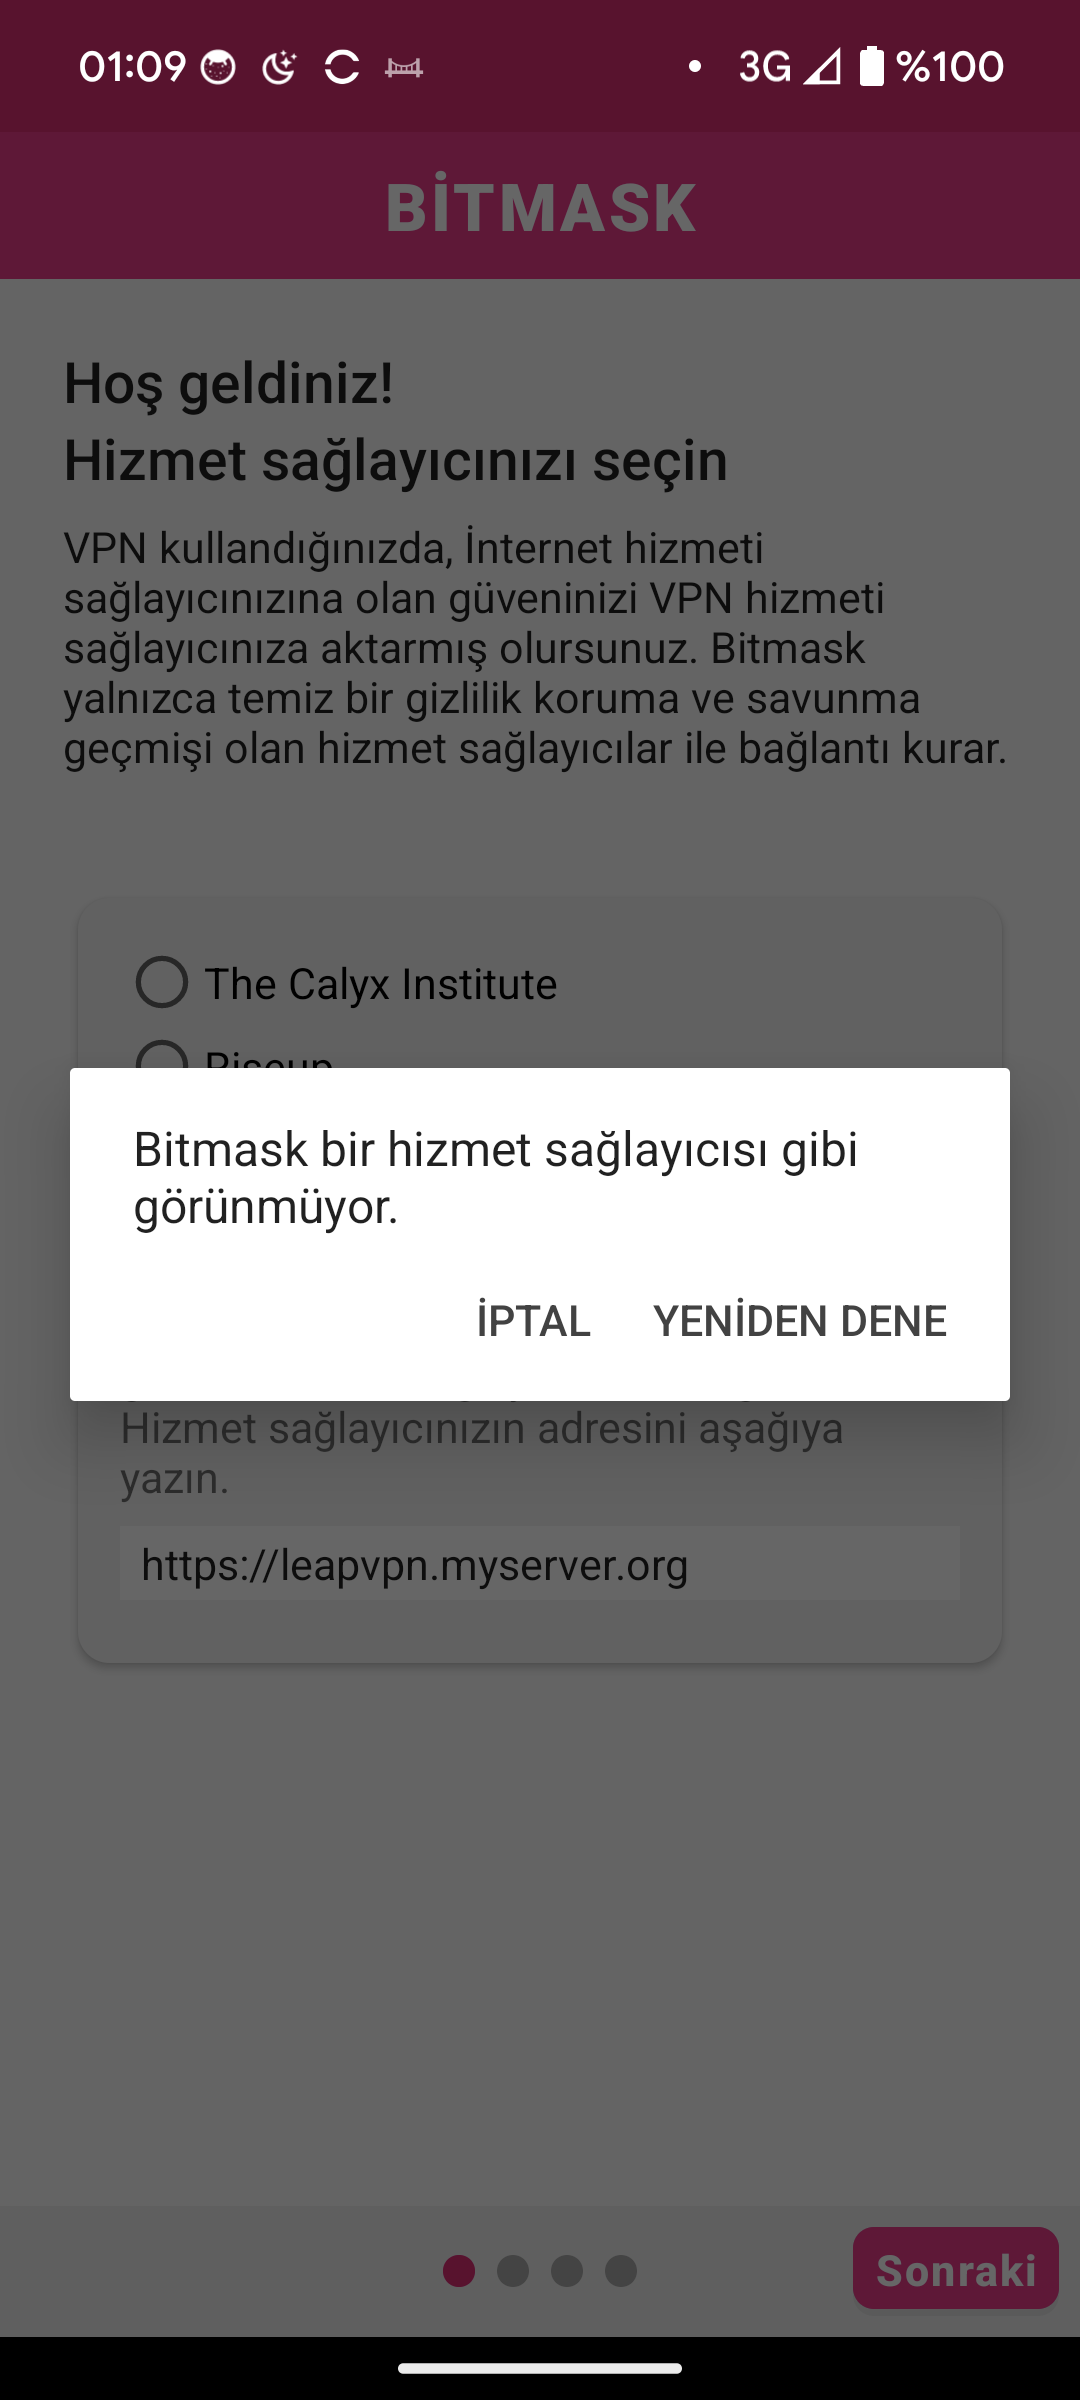 01:09
3G %100
BİTMASK
Hoş geldiniz!
Hizmet sağlayıcınızı seçin
VPN kullandığınızda, İnternet hizmeti
sağlayıcınızına olan güveninizi VPN hizmeti
sağlayıcınıza aktarmış olursunuz. Bitmask
yalnızca temiz bir gizlilik koruma ve savunma
geçmişi olan hizmet sağlayıcılar ile bağlantı kurar.
The Calyx Institute
Riseup
Bitmask bir hizmet sağlayıcısı gibi
görünmüyor.
İPTAL YENİDEN DENE
Hizmet sağlayıcınızın adresini aşağıya
yazın.
https://leapvpn.myserver.org
Sonraki